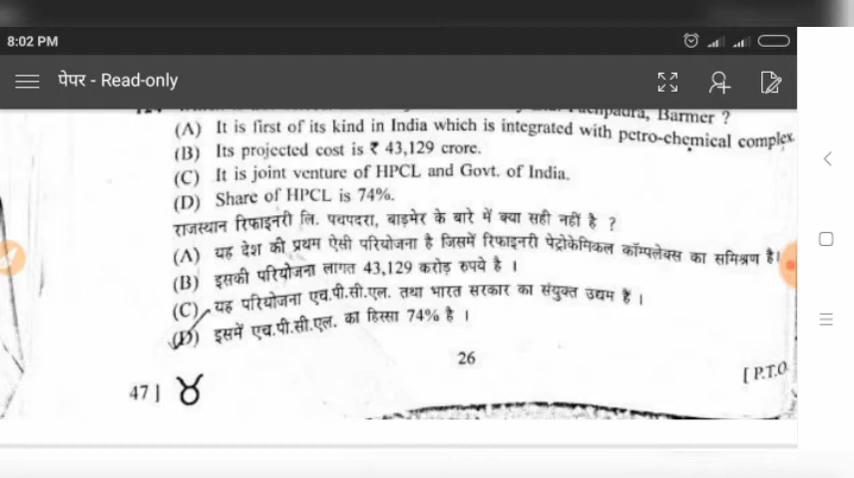 8:02 PM
पेपर - Read-only
Barmer ?
(A) It is first of its kind in India which is integrated with petro-chemical complex.
(B) Its projected cost is ₹ 43,129 crore.
(C) It is joint venture of HPCL and Govt. of India.
(D) Share of HPCL is 74%.
राजस्थान रिफाइनरी लि. पचपदरा, बाड़मेर के बारे में क्या सही नहीं है ?
(A) यह देश की प्रथम ऐसी परियोजना है जिसमें रिफाइनरी पेट्रोकेमिकल कॉम्पलेक्स का समिश्रण है।
(B) इसकी परियोजना लागत 43,129 करोड़ रुपये है ।
(C) यह परियोजना एच.पी.सी.एल. तथा भारत सरकार का संयुक्त उद्यम है ।
(D) इसमें एच.पी.सी.एल. का हिस्सा 74% है ।
26
47 ]
[ P.T.O.